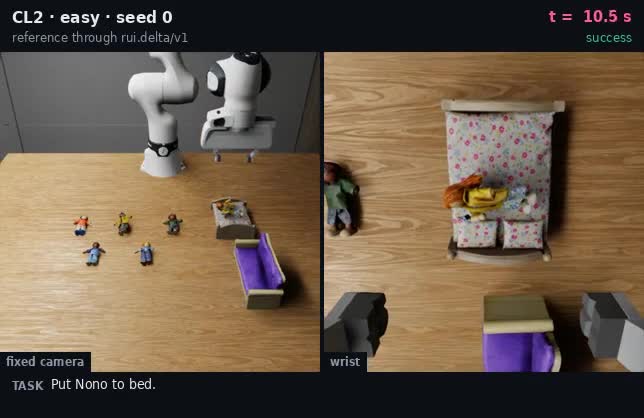 CL2 · easy · seed 0
t = 10.5 s
reference through rui.delta/v1
success
fixed camera
wrist
TASK Put Nono to bed.